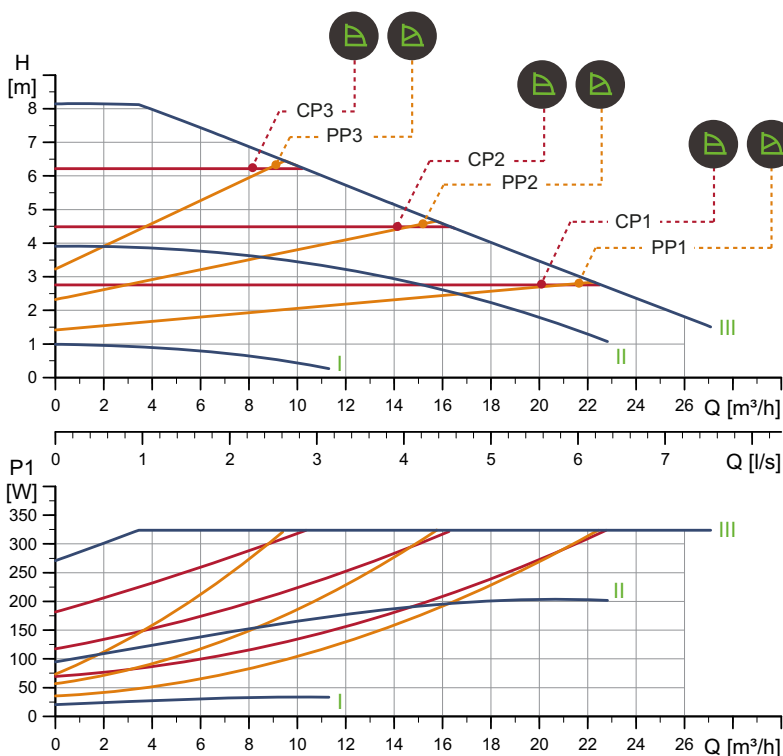 H
[m]
8
7
6
5
4
3
2
1
0
CP3
PP3
CP2
PP2
CP1
PP1
III
II
I
0 2 4 6 8 10 12 14 16 18 20 22 24 26 Q [m³/h]
0 1 2 3 4 5 6 7 Q [l/s]
P1
[W]
350
300
250
200
150
100
50
0
III
II
I
0 2 4 6 8 10 12 14 16 18 20 22 24 26 Q [m³/h]